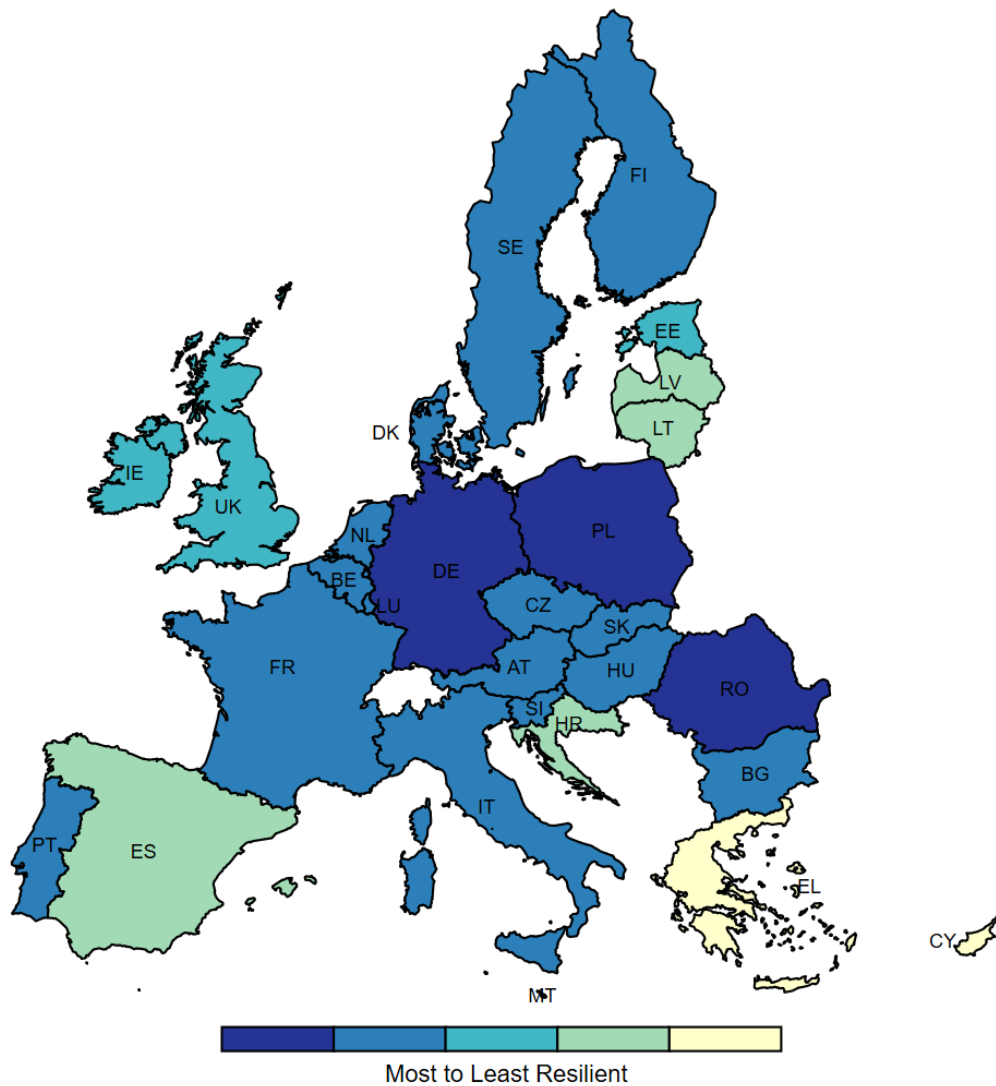 FI
SE
EE
LV
LT
DK
IE
UK
NL
PL
BE
DE
LU
CZ
SK
FR
AT
HU
RO
SI
HR
BG
IT
PT
ES
EL
CY
MT
Most to Least Resilient